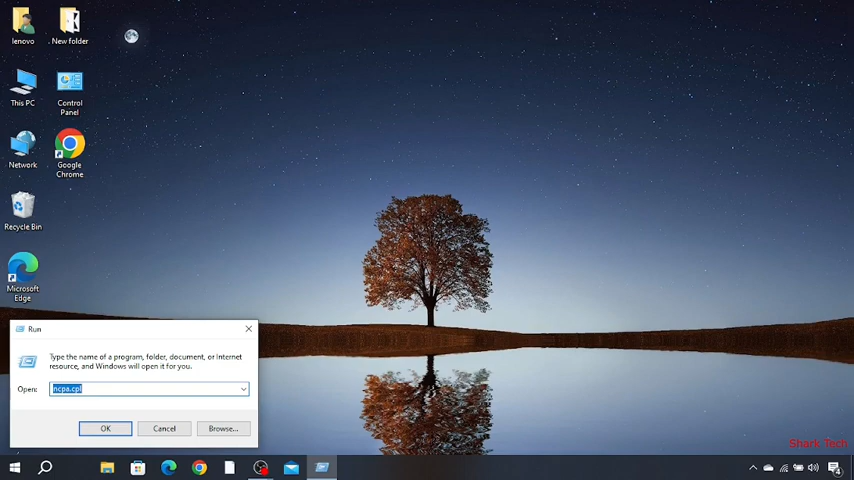 lenovo
New folder
This PC
Control
Panel
Network
Google
Chrome
Recycle Bin
Microsoft
Edge
Run
Type the name of a program, folder, document, or Internet
resource, and Windows will open it for you.
Open:
ncpa.cpl
OK
Cancel
Browse...
Shark Tech
4